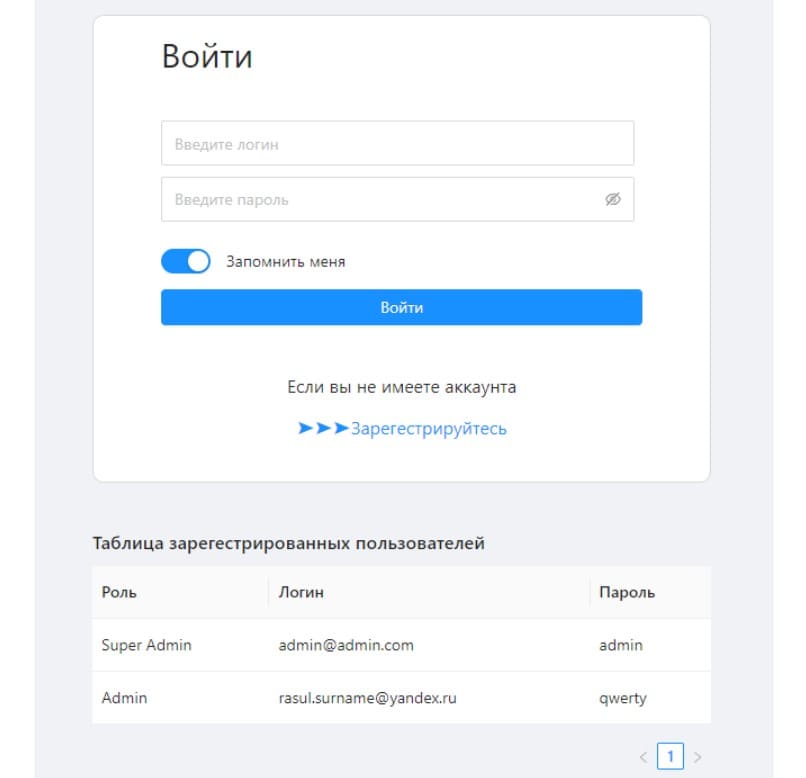 Войти
Введите логин
Введите пароль
Запомнить меня
Войти
Если вы не имеете аккаунта
➤➤➤Зарегестрируйтесь
Таблица зарегестрированных пользователей
Роль Логин Пароль
Super Admin admin@admin.com admin
Admin rasul.surname@yandex.ru qwerty
< 1 >